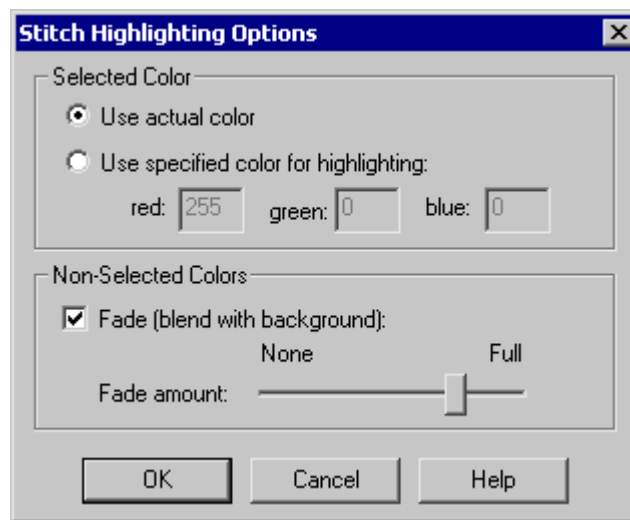 Stitch Highlighting Options
Selected Color
Use actual color
Use specified color for highlighting:
red: 255 green: 0 blue: 0
Non-Selected Colors
Fade (blend with background):
None Full
Fade amount:
OK Cancel Help